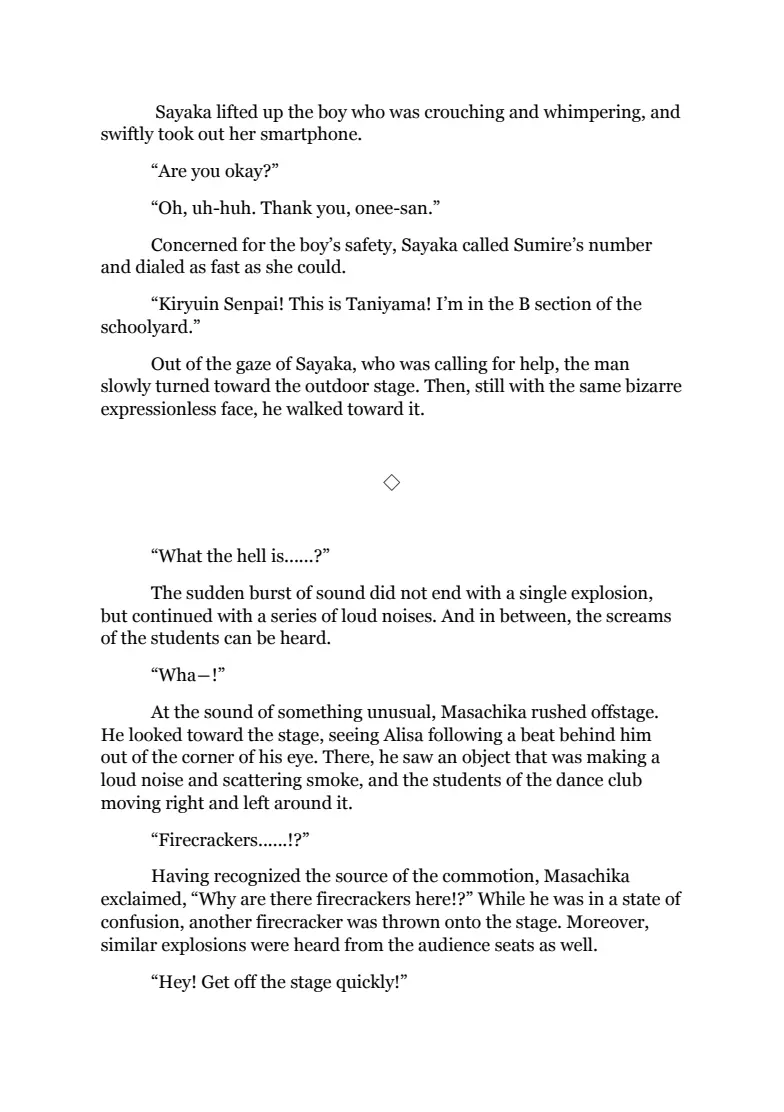 Sayaka lifted up the boy who was crouching and whimpering, and
swiftly took out her smartphone.
“Are you okay?”
“Oh, uh-huh. Thank you, onee-san.”
Concerned for the boy’s safety, Sayaka called Sumire’s number
and dialed as fast as she could.
“Kiryuin Senpai! This is Taniyama! I’m in the B section of the
schoolyard.”
Out of the gaze of Sayaka, who was calling for help, the man
slowly turned toward the outdoor stage. Then, still with the same bizarre
expressionless face, he walked toward it.
◇
“What the hell is......?”
The sudden burst of sound did not end with a single explosion,
but continued with a series of loud noises. And in between, the screams
of the students can be heard.
“Wha―!”
At the sound of something unusual, Masachika rushed offstage.
He looked toward the stage, seeing Alisa following a beat behind him
out of the corner of his eye. There, he saw an object that was making a
loud noise and scattering smoke, and the students of the dance club
moving right and left around it.
“Firecrackers......!?”
Having recognized the source of the commotion, Masachika
exclaimed, “Why are there firecrackers here!?” While he was in a state of
confusion, another firecracker was thrown onto the stage. Moreover,
similar explosions were heard from the audience seats as well.
“Hey! Get off the stage quickly!”